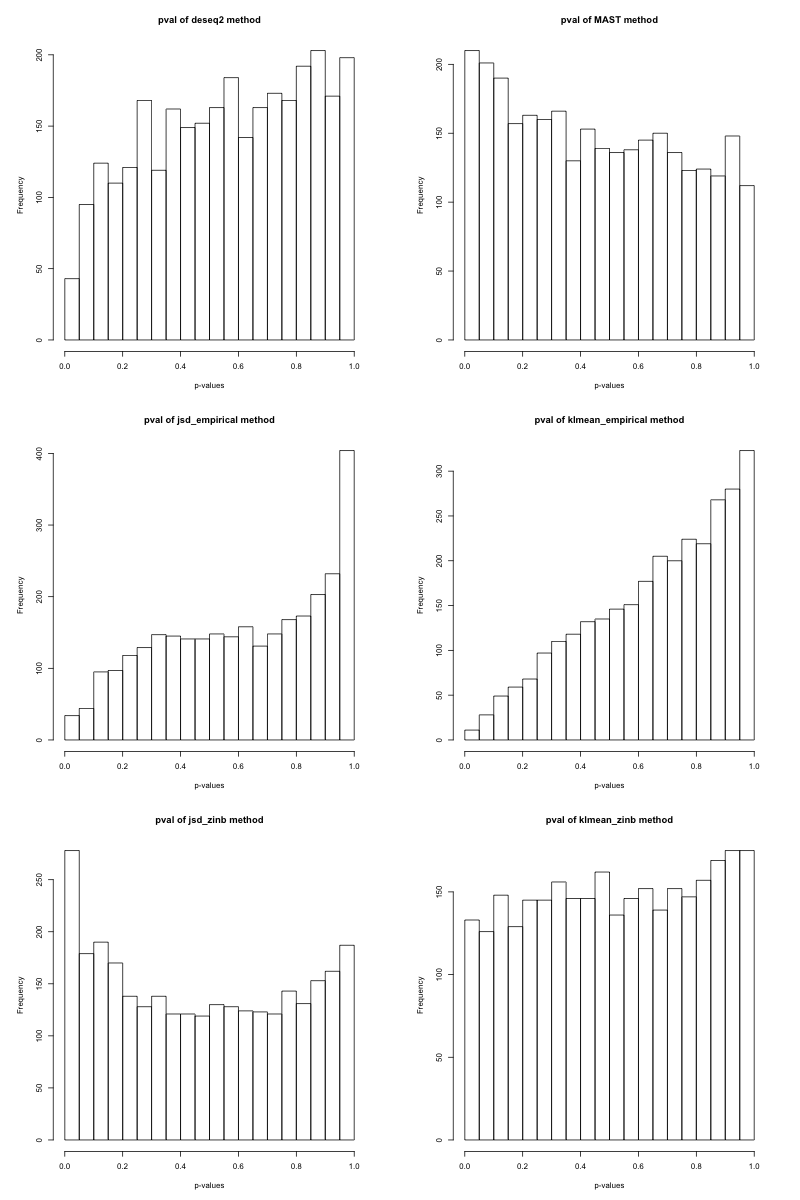 pval of deseq2 method
Frequency
0 50 100 150 200
0.0 0.2 0.4 0.6 0.8 1.0
p-values
pval of MAST method
Frequency
0 50 100 150 200
0.0 0.2 0.4 0.6 0.8 1.0
p-values
pval of jsd_empirical method
Frequency
0 100 200 300 400
0.0 0.2 0.4 0.6 0.8 1.0
p-values
pval of klmean_empirical method
Frequency
0 50 100 150 200 250 300
0.0 0.2 0.4 0.6 0.8 1.0
p-values
pval of jsd_zinb method
Frequency
0 50 100 150 200 250
0.0 0.2 0.4 0.6 0.8 1.0
p-values
pval of klmean_zinb method
Frequency
0 50 100 150
0.0 0.2 0.4 0.6 0.8 1.0
p-values